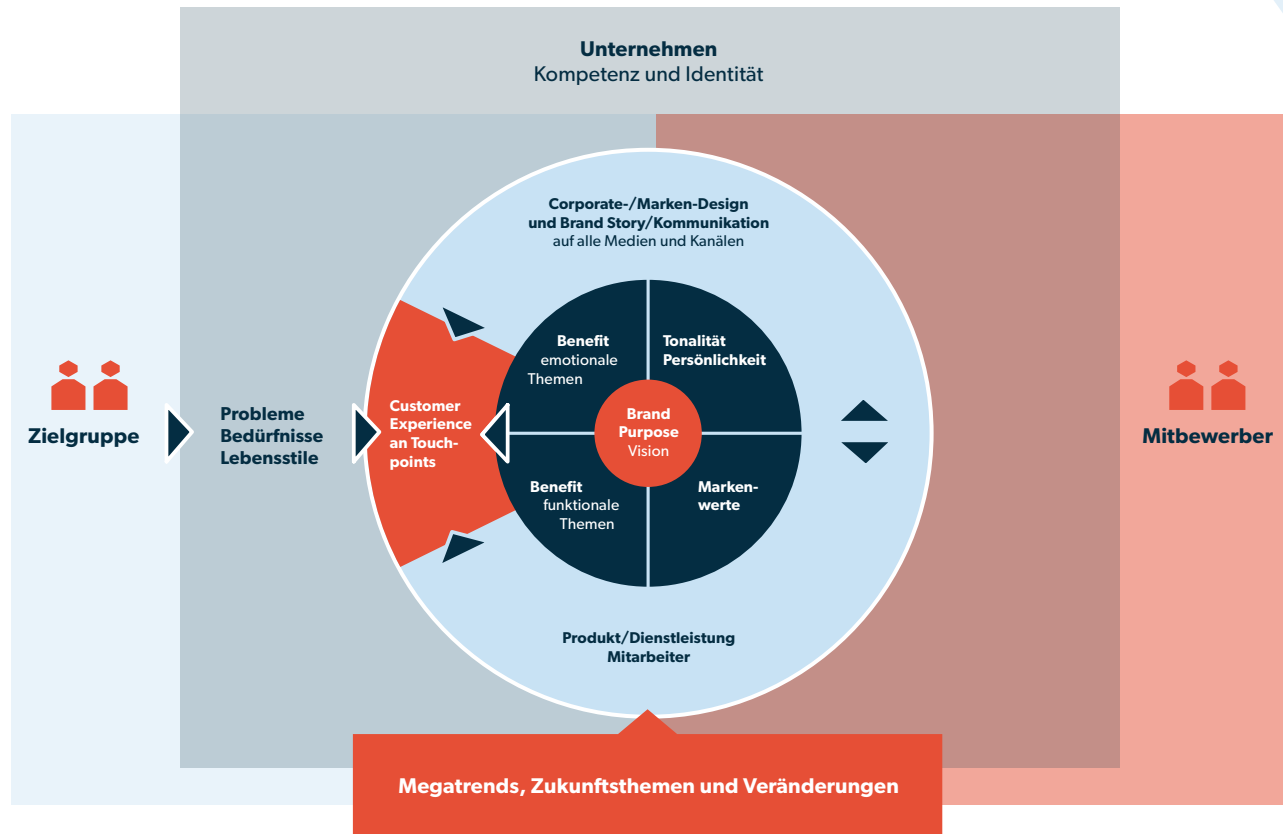 Unternehmen
Kompetenz und Identität
Corporate-/Marken-Design
und Brand Story/Kommunikation
auf alle Medien und Kanälen
Benefit
emotionale
Themen
Tonalität
Persönlichkeit
Zielgruppe
Probleme
Bedürfnisse
Lebensstile
Customer
Experience
an Touch-
points
Brand
Purpose
Vision
Mitbewerber
Benefit
funktionale
Themen
Marken-
werte
Produkt/Dienstleistung
Mitarbeiter
Megatrends, Zukunftsthemen und Veränderungen